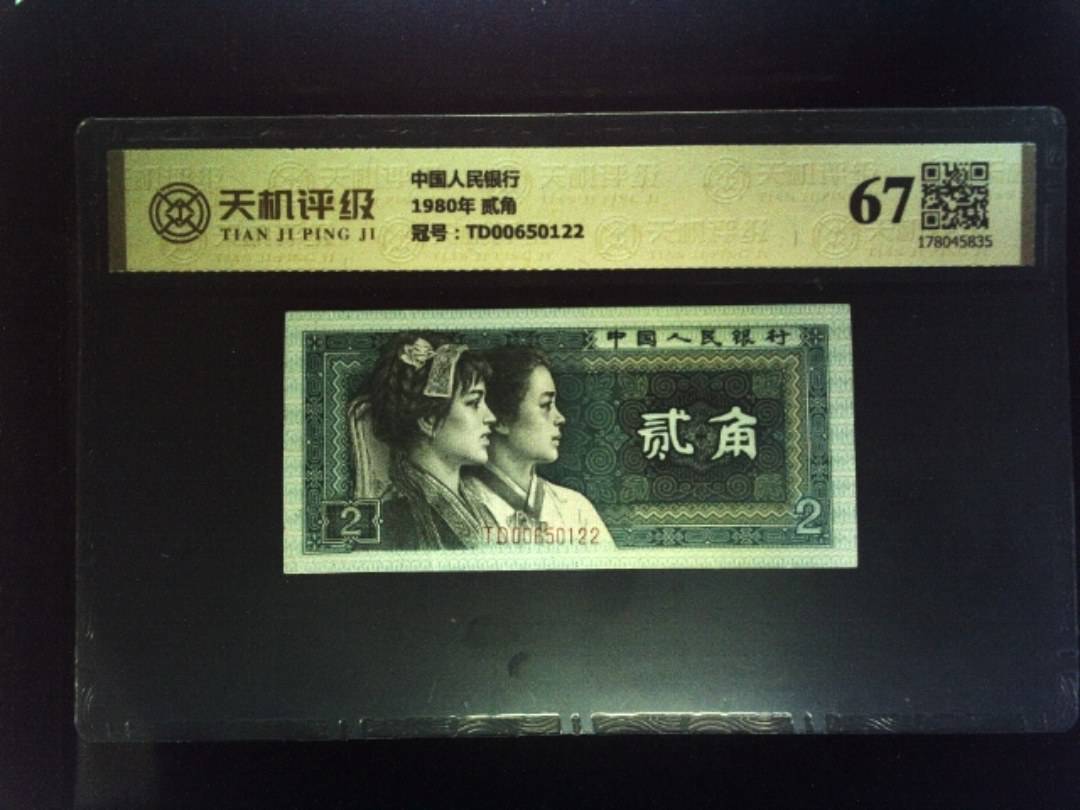 天机评级
TIAN JI PING JI
中国人民银行
1980年 贰角
冠号：TD00650122
67
178045835
中国人民银行
贰角
2
2
TD00650122